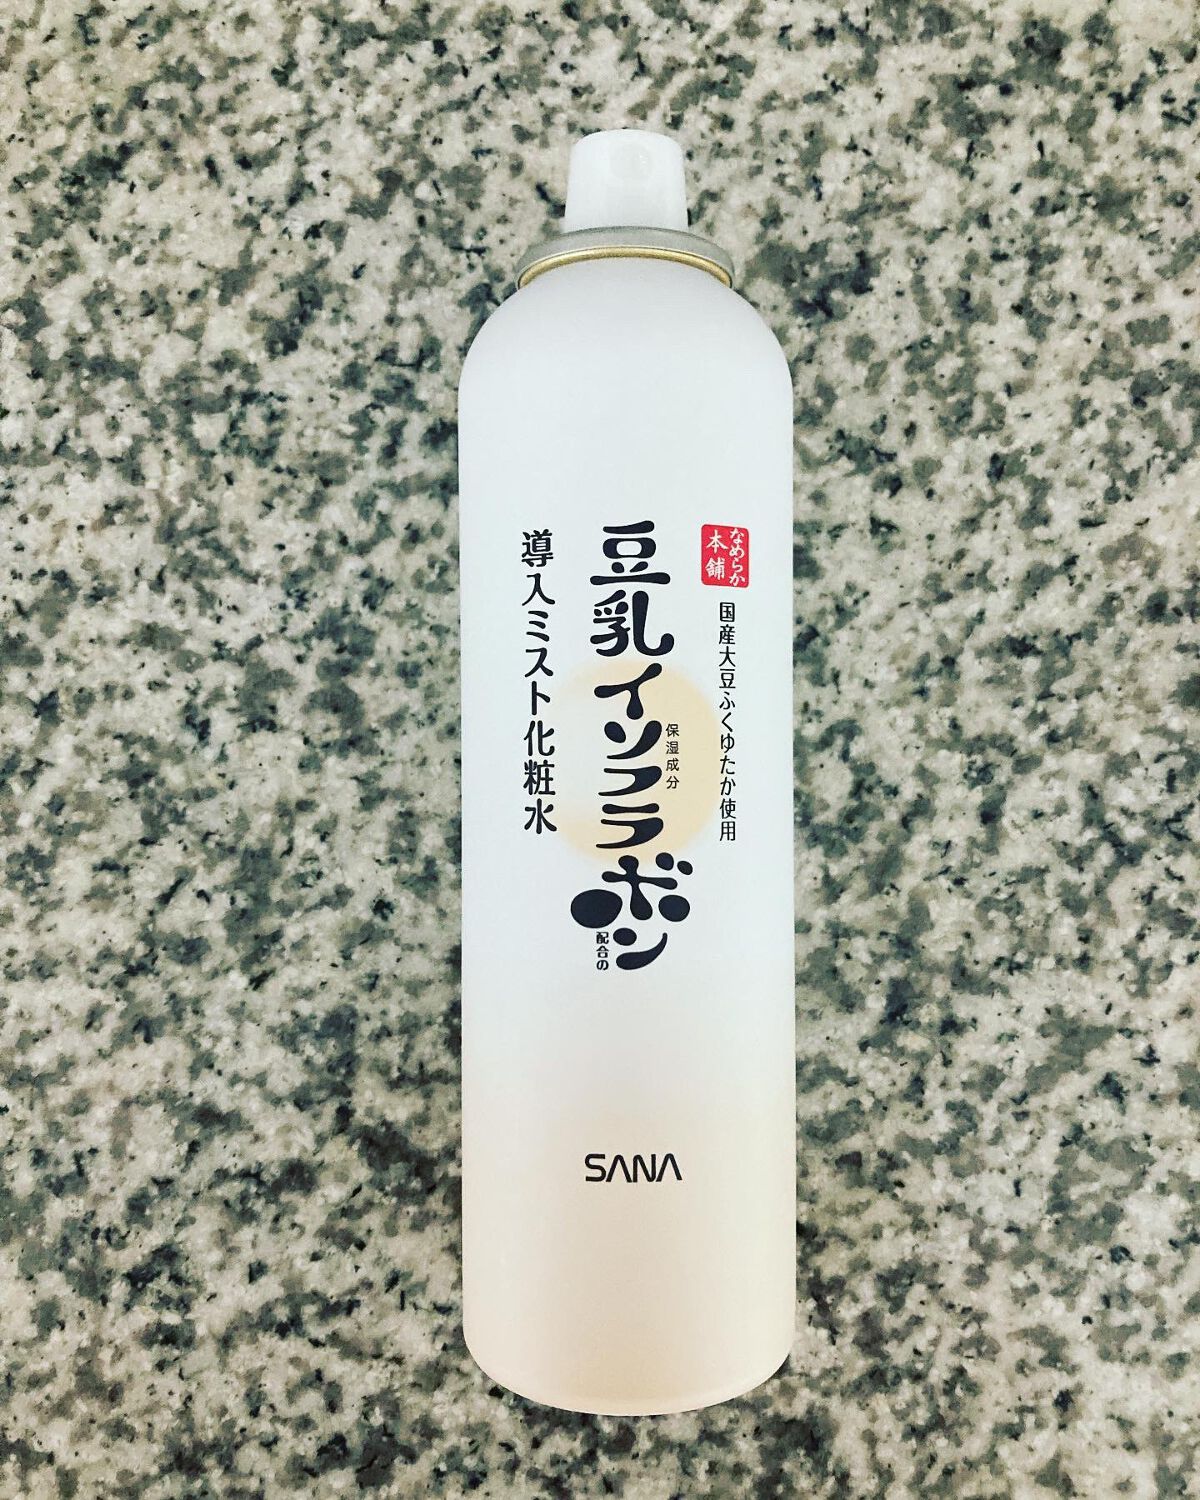 なめらか
本舗
国産大豆ふくゆたか使用
豆乳イソフラボン
保湿成分
配合の
導入ミスト化粧水
SANA